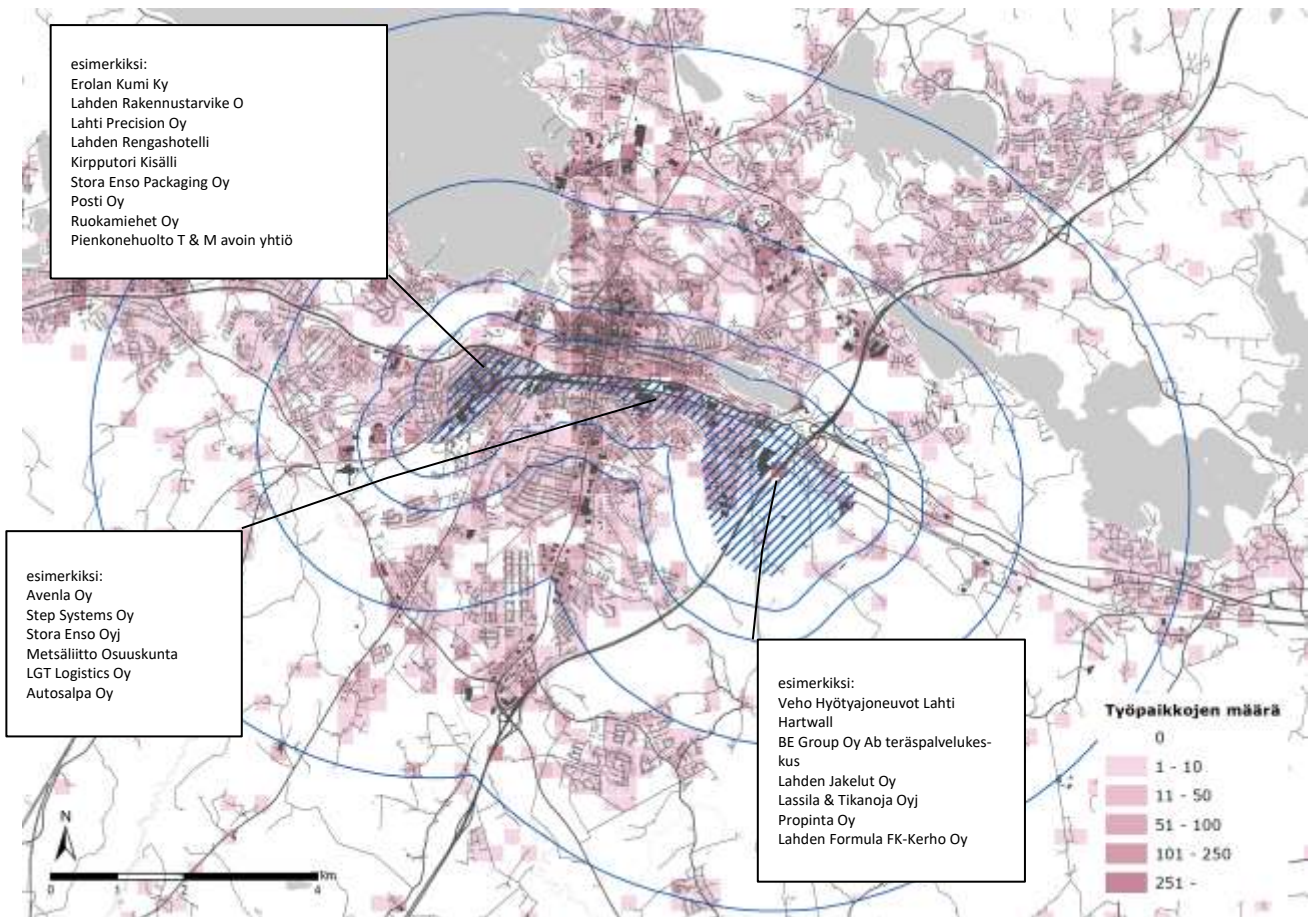 esimerkiksi:
Erolan Kumi Ky
Lahden Rakennustarvike O
Lahti Precision Oy
Lahden Rengashotelli
Kirpputori Kisälli
Stora Enso Packaging Oy
Posti Oy
Ruokamiehet Oy
Pienkonehuolto T & M avoin yhtiö
esimerkiksi:
Avenla Oy
Step Systems Oy
Stora Enso Oyj
Metsäliitto Osuuskunta
LGT Logistics Oy
Autosalpa Oy
esimerkiksi:
Veho Hyötyajoneuvot Lahti
Hartwall
BE Group Oy Ab teräspalvelukes-
kus
Lahden Jakelut Oy
Lassila & Tikanoja Oyj
Propinta Oy
Lahden Formula FK-Kerho Oy
Työpaikkojen määrä
0
1 - 10
11 - 50
51 - 100
101 - 250
251 -
N
km
0 1 2 4